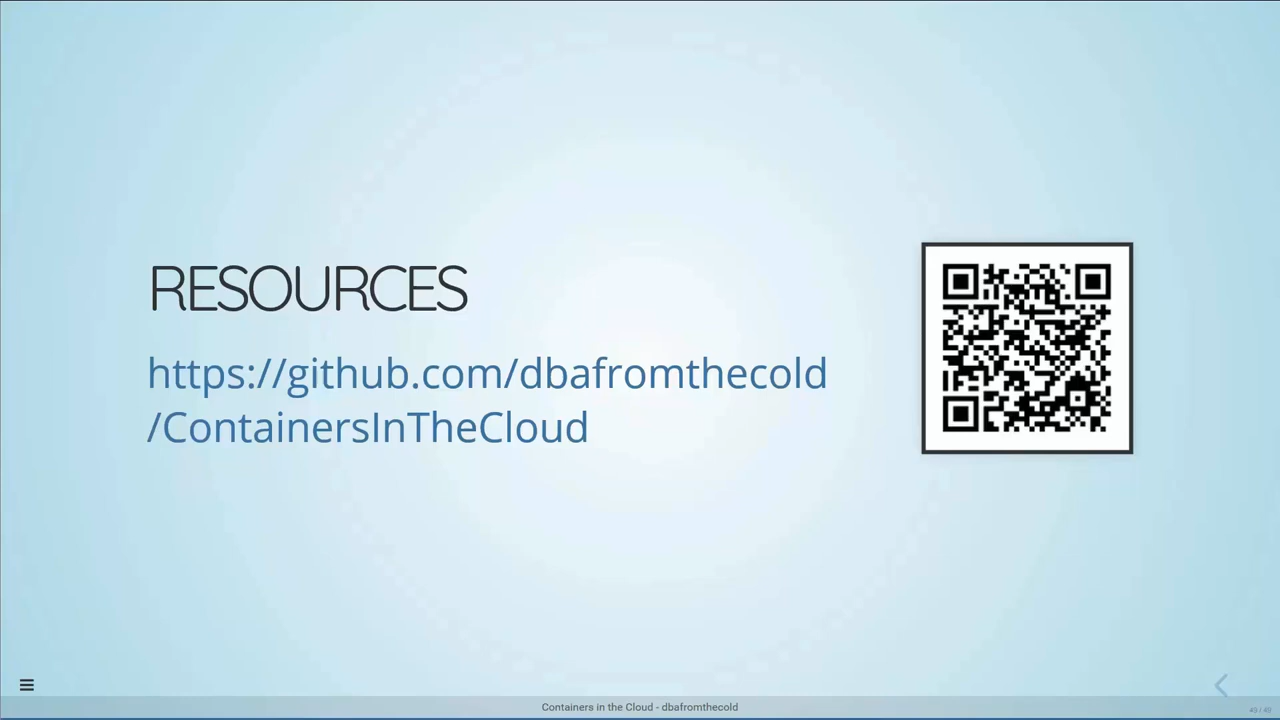 RESOURCES
https://github.com/dbafromthecold
/ContainersInTheCloud
Containers in the Cloud - dbafromthecold